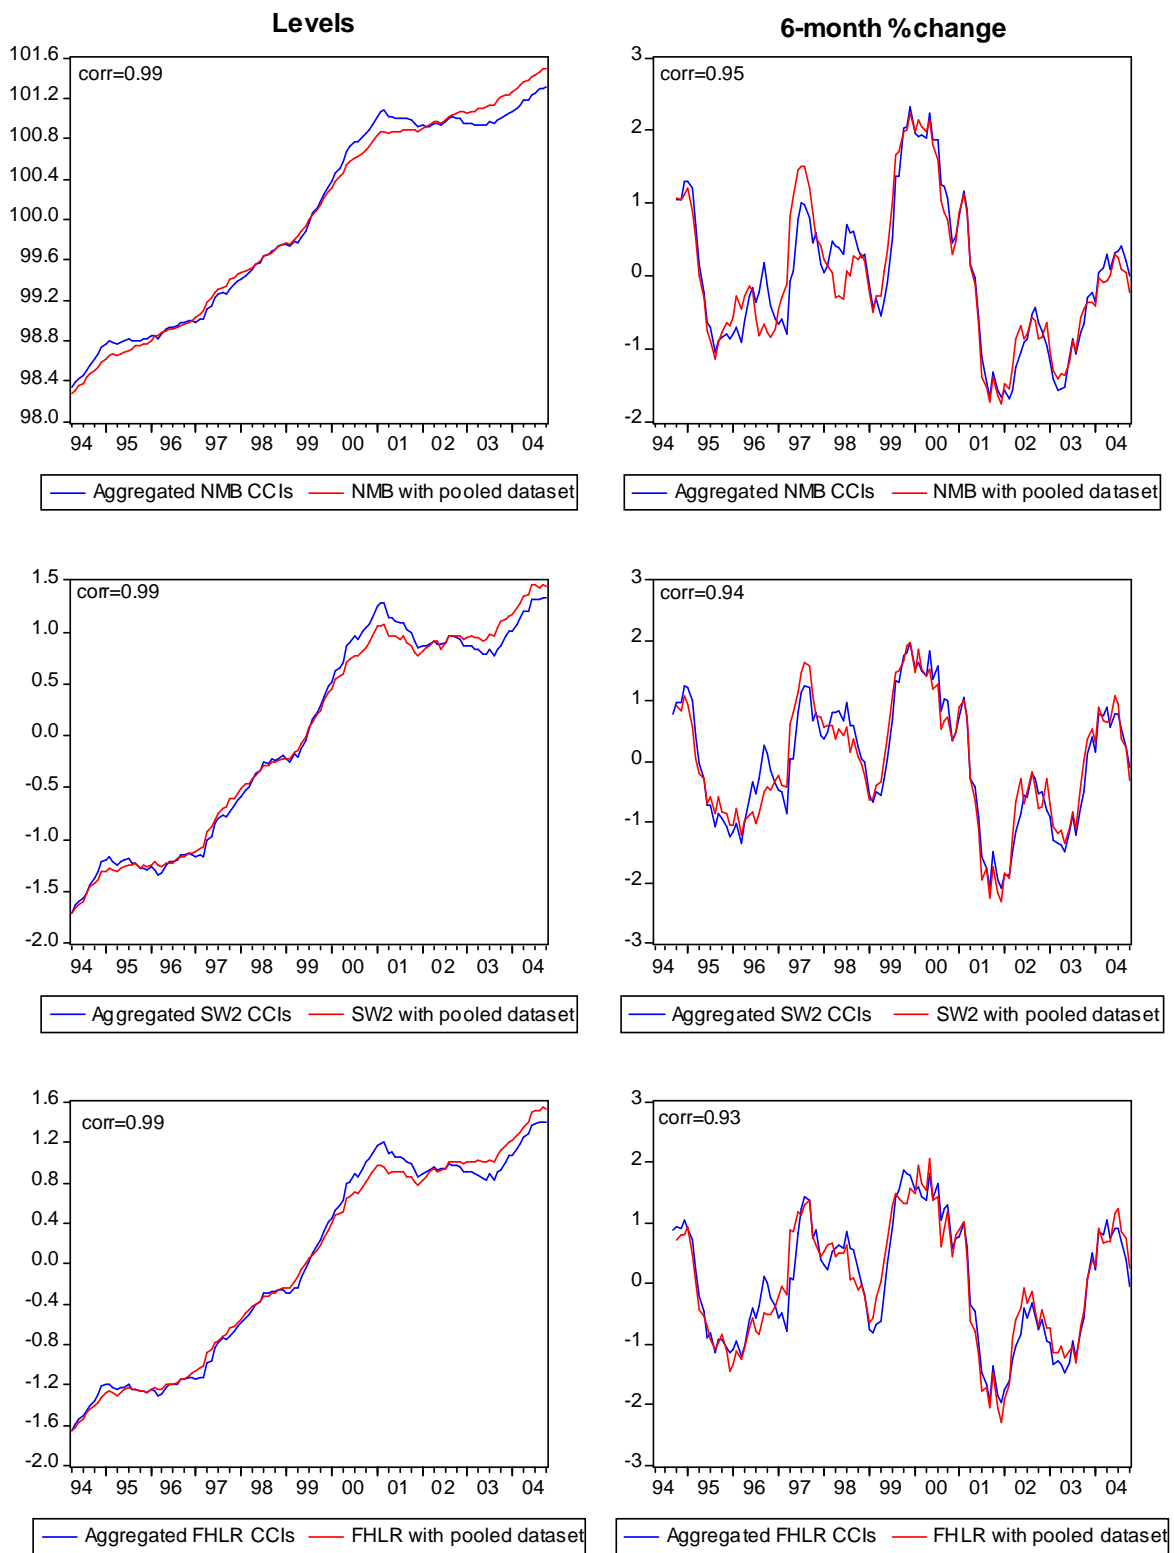 Levels
6-month %change
101.6
101.2
100.8
100.4
100.0
99.6
99.2
98.8
98.4
98.0
corr=0.99
94 95 96 97 98 99 00 01 02 03 04
Aggregated NMB CCIs NMB with pooled dataset
3
2
1
0
-1
-2
corr=0.95
94 95 96 97 98 99 00 01 02 03 04
Aggregated NMB CCIs NMB with pooled dataset
1.5
1.0
0.5
0.0
-0.5
-1.0
-1.5
-2.0
corr=0.99
94 95 96 97 98 99 00 01 02 03 04
Aggregated SW2 CCIs SW2 with pooled dataset
3
2
1
0
-1
-2
-3
corr=0.94
94 95 96 97 98 99 00 01 02 03 04
Aggregated SW2 CCIs SW2 with pooled dataset
1.6
1.2
0.8
0.4
0.0
-0.4
-0.8
-1.2
-1.6
-2.0
corr=0.99
94 95 96 97 98 99 00 01 02 03 04
Aggregated FHLR CCIs FHLR with pooled dataset
3
2
1
0
-1
-2
-3
corr=0.93
94 95 96 97 98 99 00 01 02 03 04
Aggregated FHLR CCIs FHLR with pooled dataset